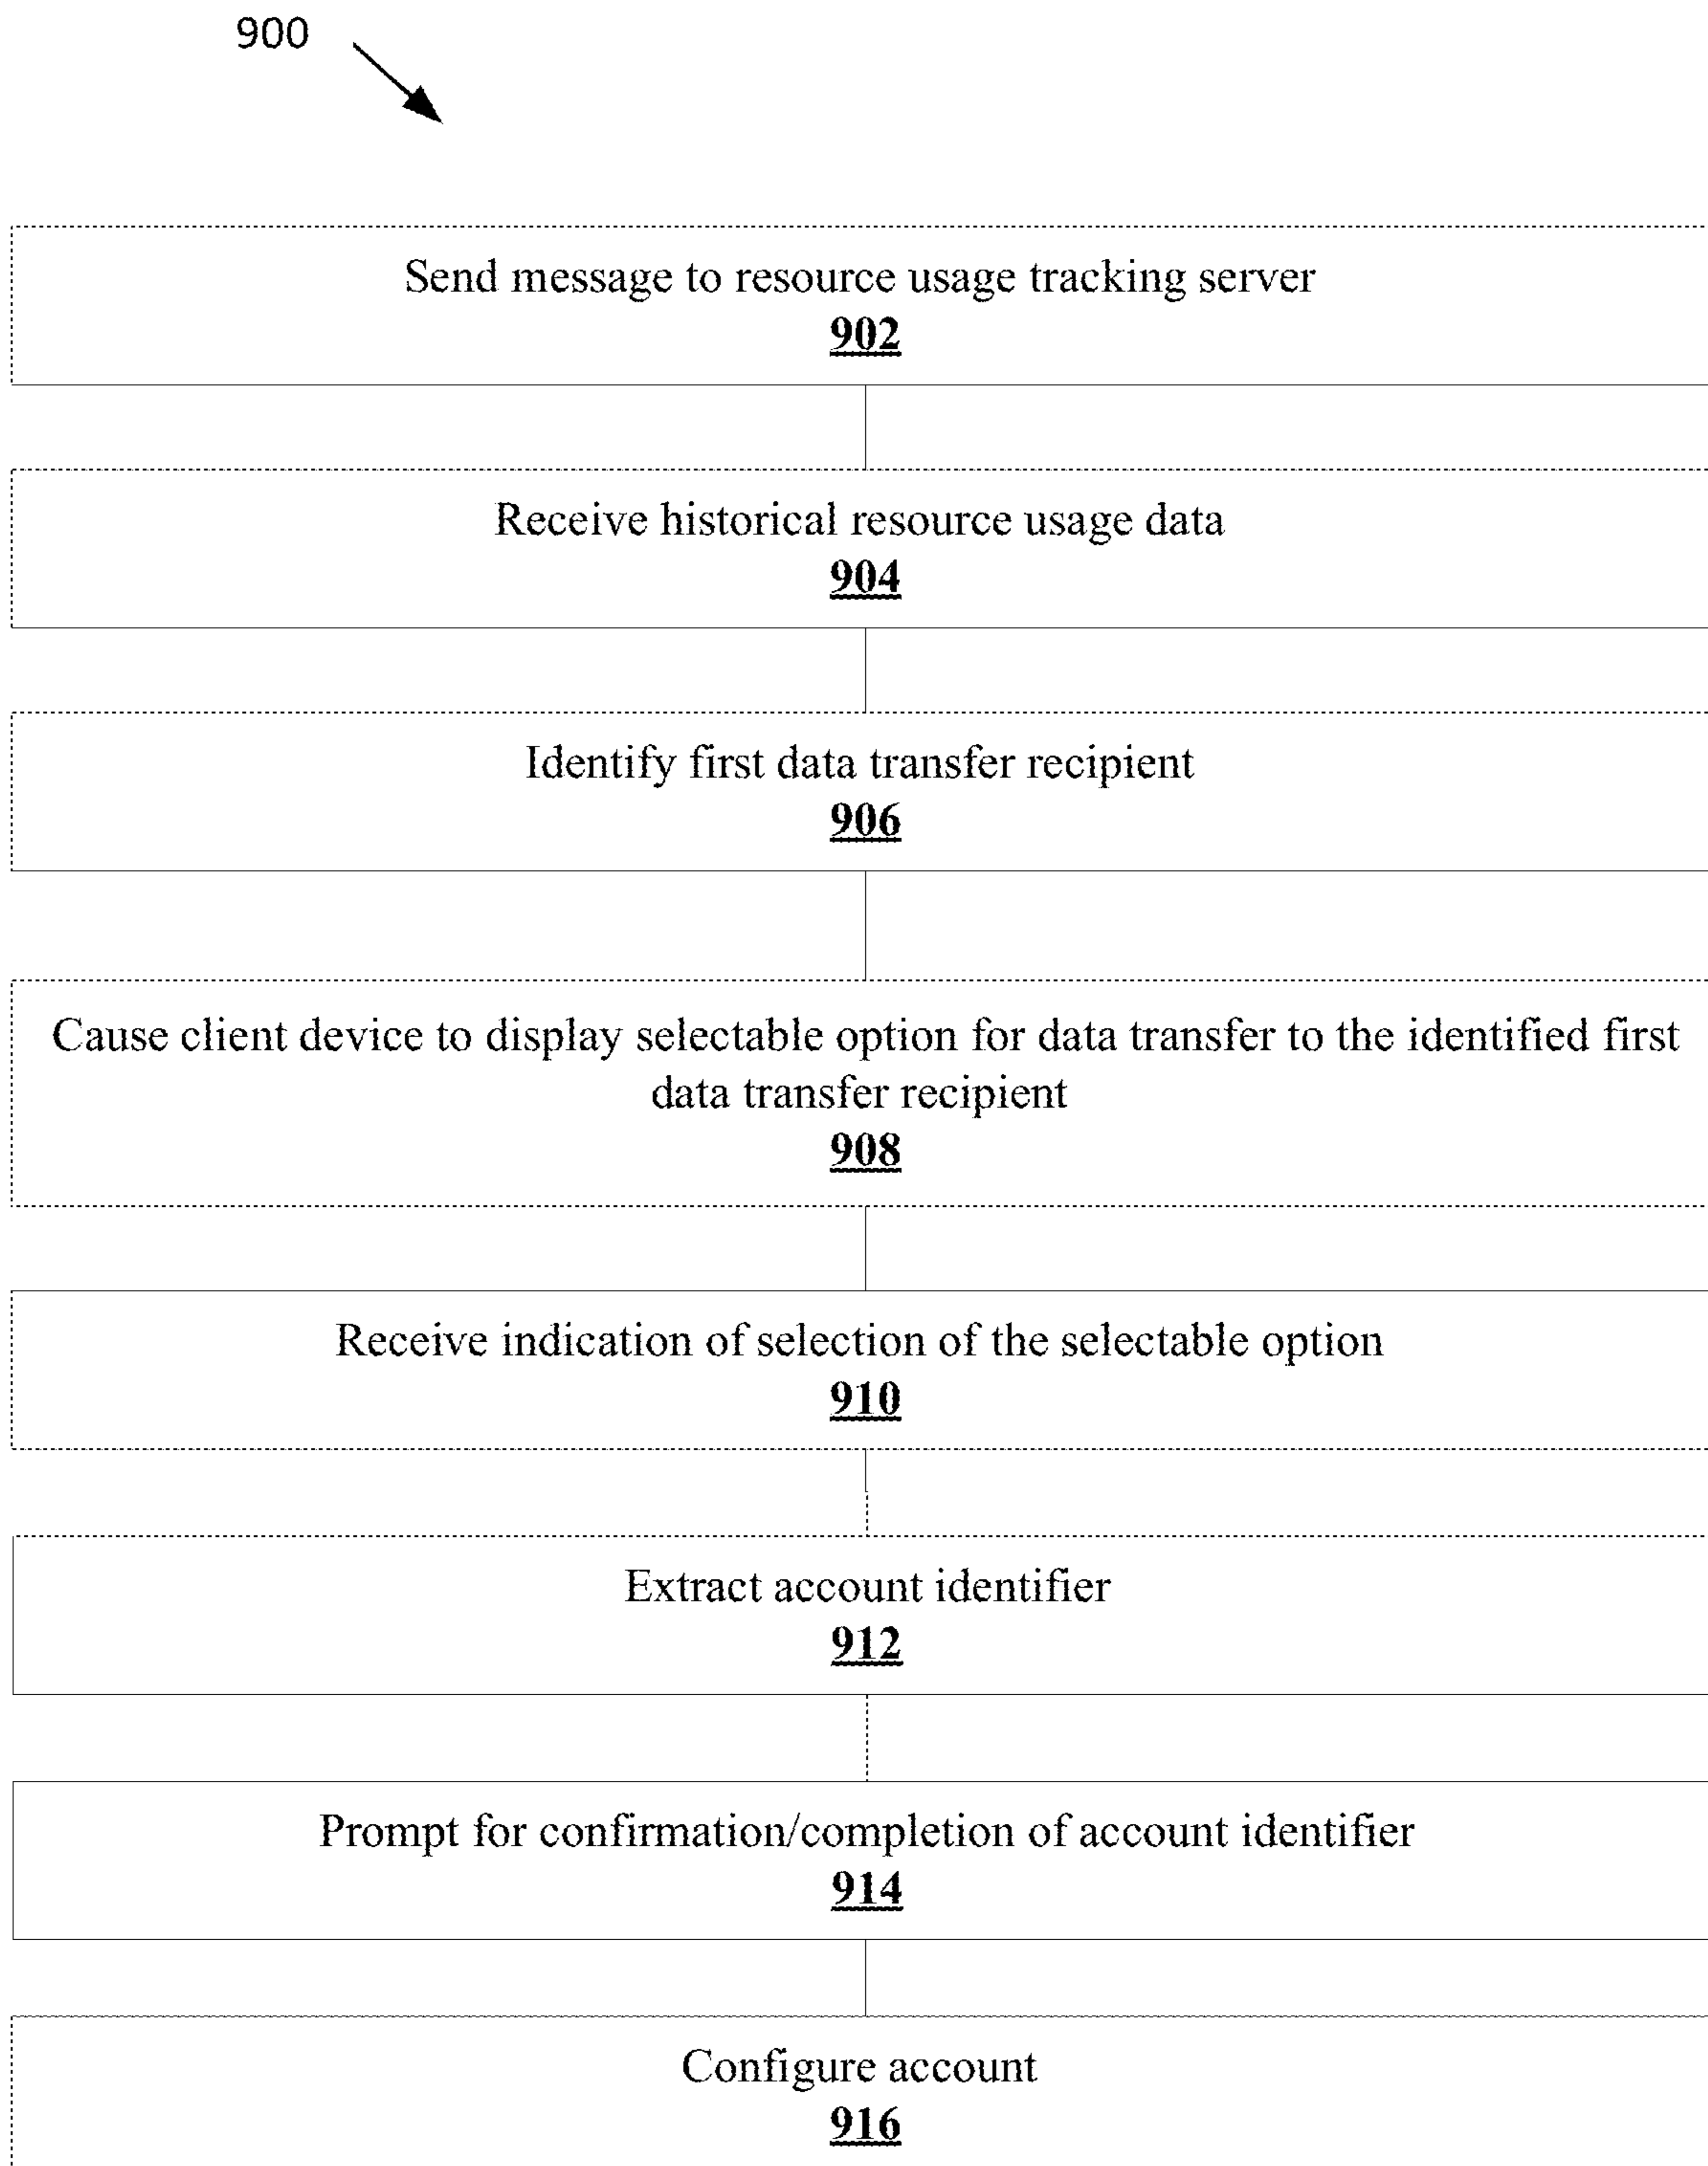 900
Send message to resource usage tracking server
902
Receive historical resource usage data
904
Identify first data transfer recipient
906
Cause client device to display selectable option for data transfer to the identified first
data transfer recipient
908
Receive indication of selection of the selectable option
910
Extract account identifier
912
Prompt for confirmation/completion of account identifier
914
Configure account
916